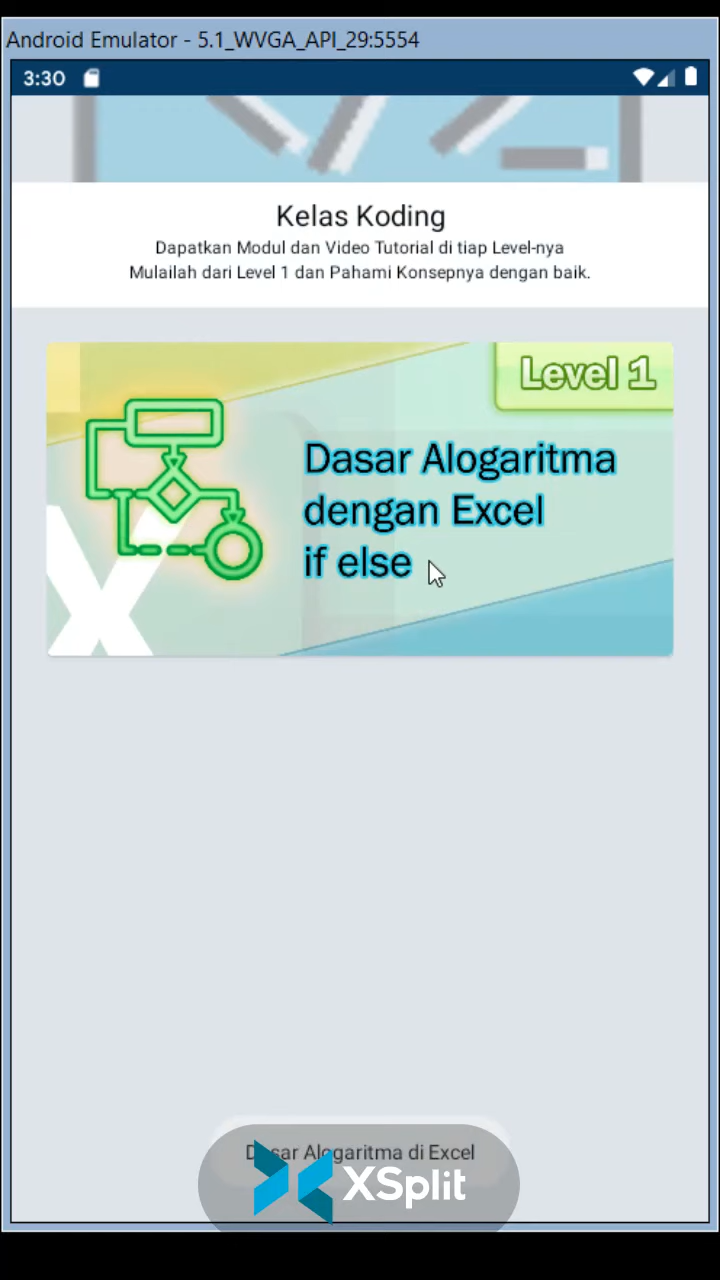 Android Emulator - 5.1_WVGA_API_29:5554
3:30
Kelas Koding
Dapatkan Modul dan Video Tutorial di tiap Level-nya
Mulailah dari Level 1 dan Pahami Konsepnya dengan baik.
Level 1
Dasar Alogaritma
dengan Excel
if else
Dasar Alogaritma di Excel
XSplit